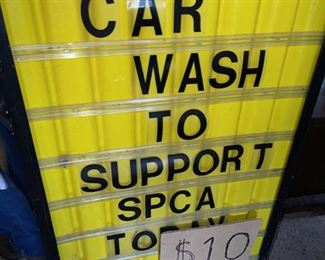 CAR
WASH
TO
SUPPORT
SPCA
TODAY
$10